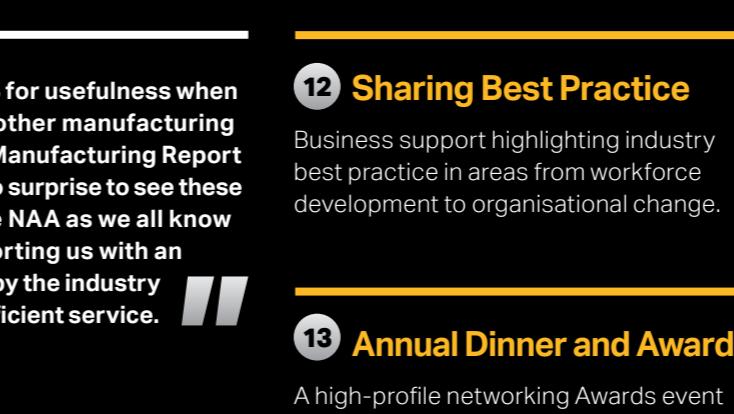 for usefulness when
other manufacturing
Manufacturing Report
surprise to see these
NAA as we all know
us with an
by the industry
service.
"
12 Sharing Best Practice
Business support highlighting industry
best practice in areas from workforce
development to organisational change.
13 Annual Dinner and Award
A high-profile networking Awards event